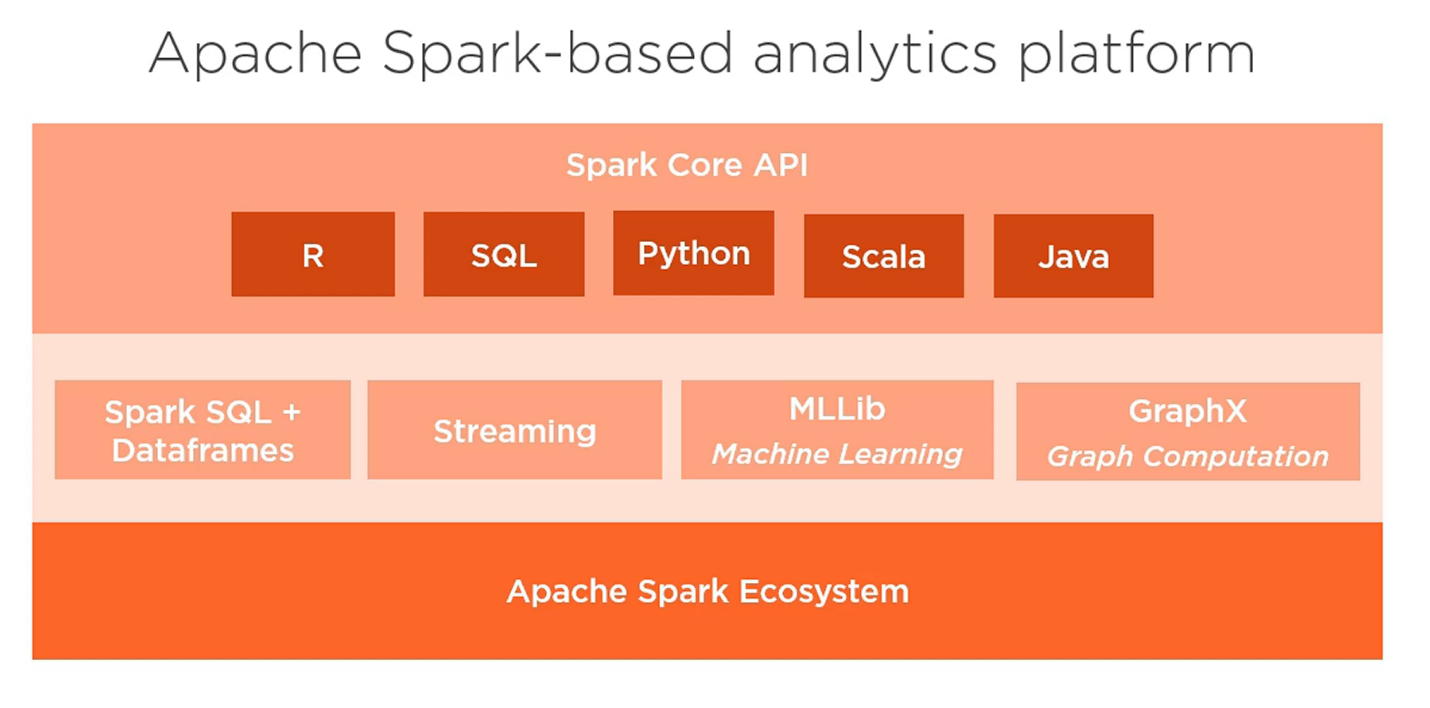 Apache Spark-based analytics platform
Spark Core API
R
SQL
Python
Scala
Java
Spark SQL +
Dataframes
Streaming
MLLib
Machine Learning
GraphX
Graph Computation
Apache Spark Ecosystem